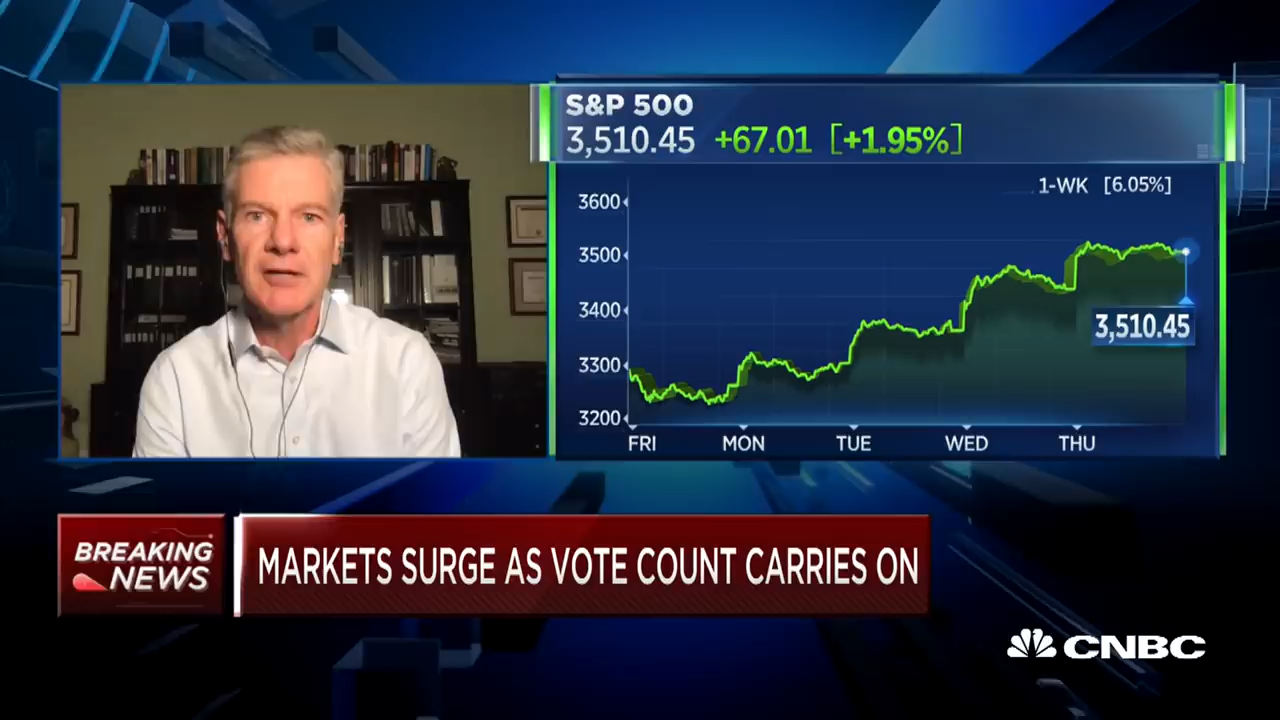 S&P 500
3,510.45 +67.01 [+1.95%]
1-WK [6.05%]
3600
3500
3400
3300
3200
3,510.45
FRI MON TUE WED THU
BREAKING
NEWS
MARKETS SURGE AS VOTE COUNT CARRIES ON
CNBC